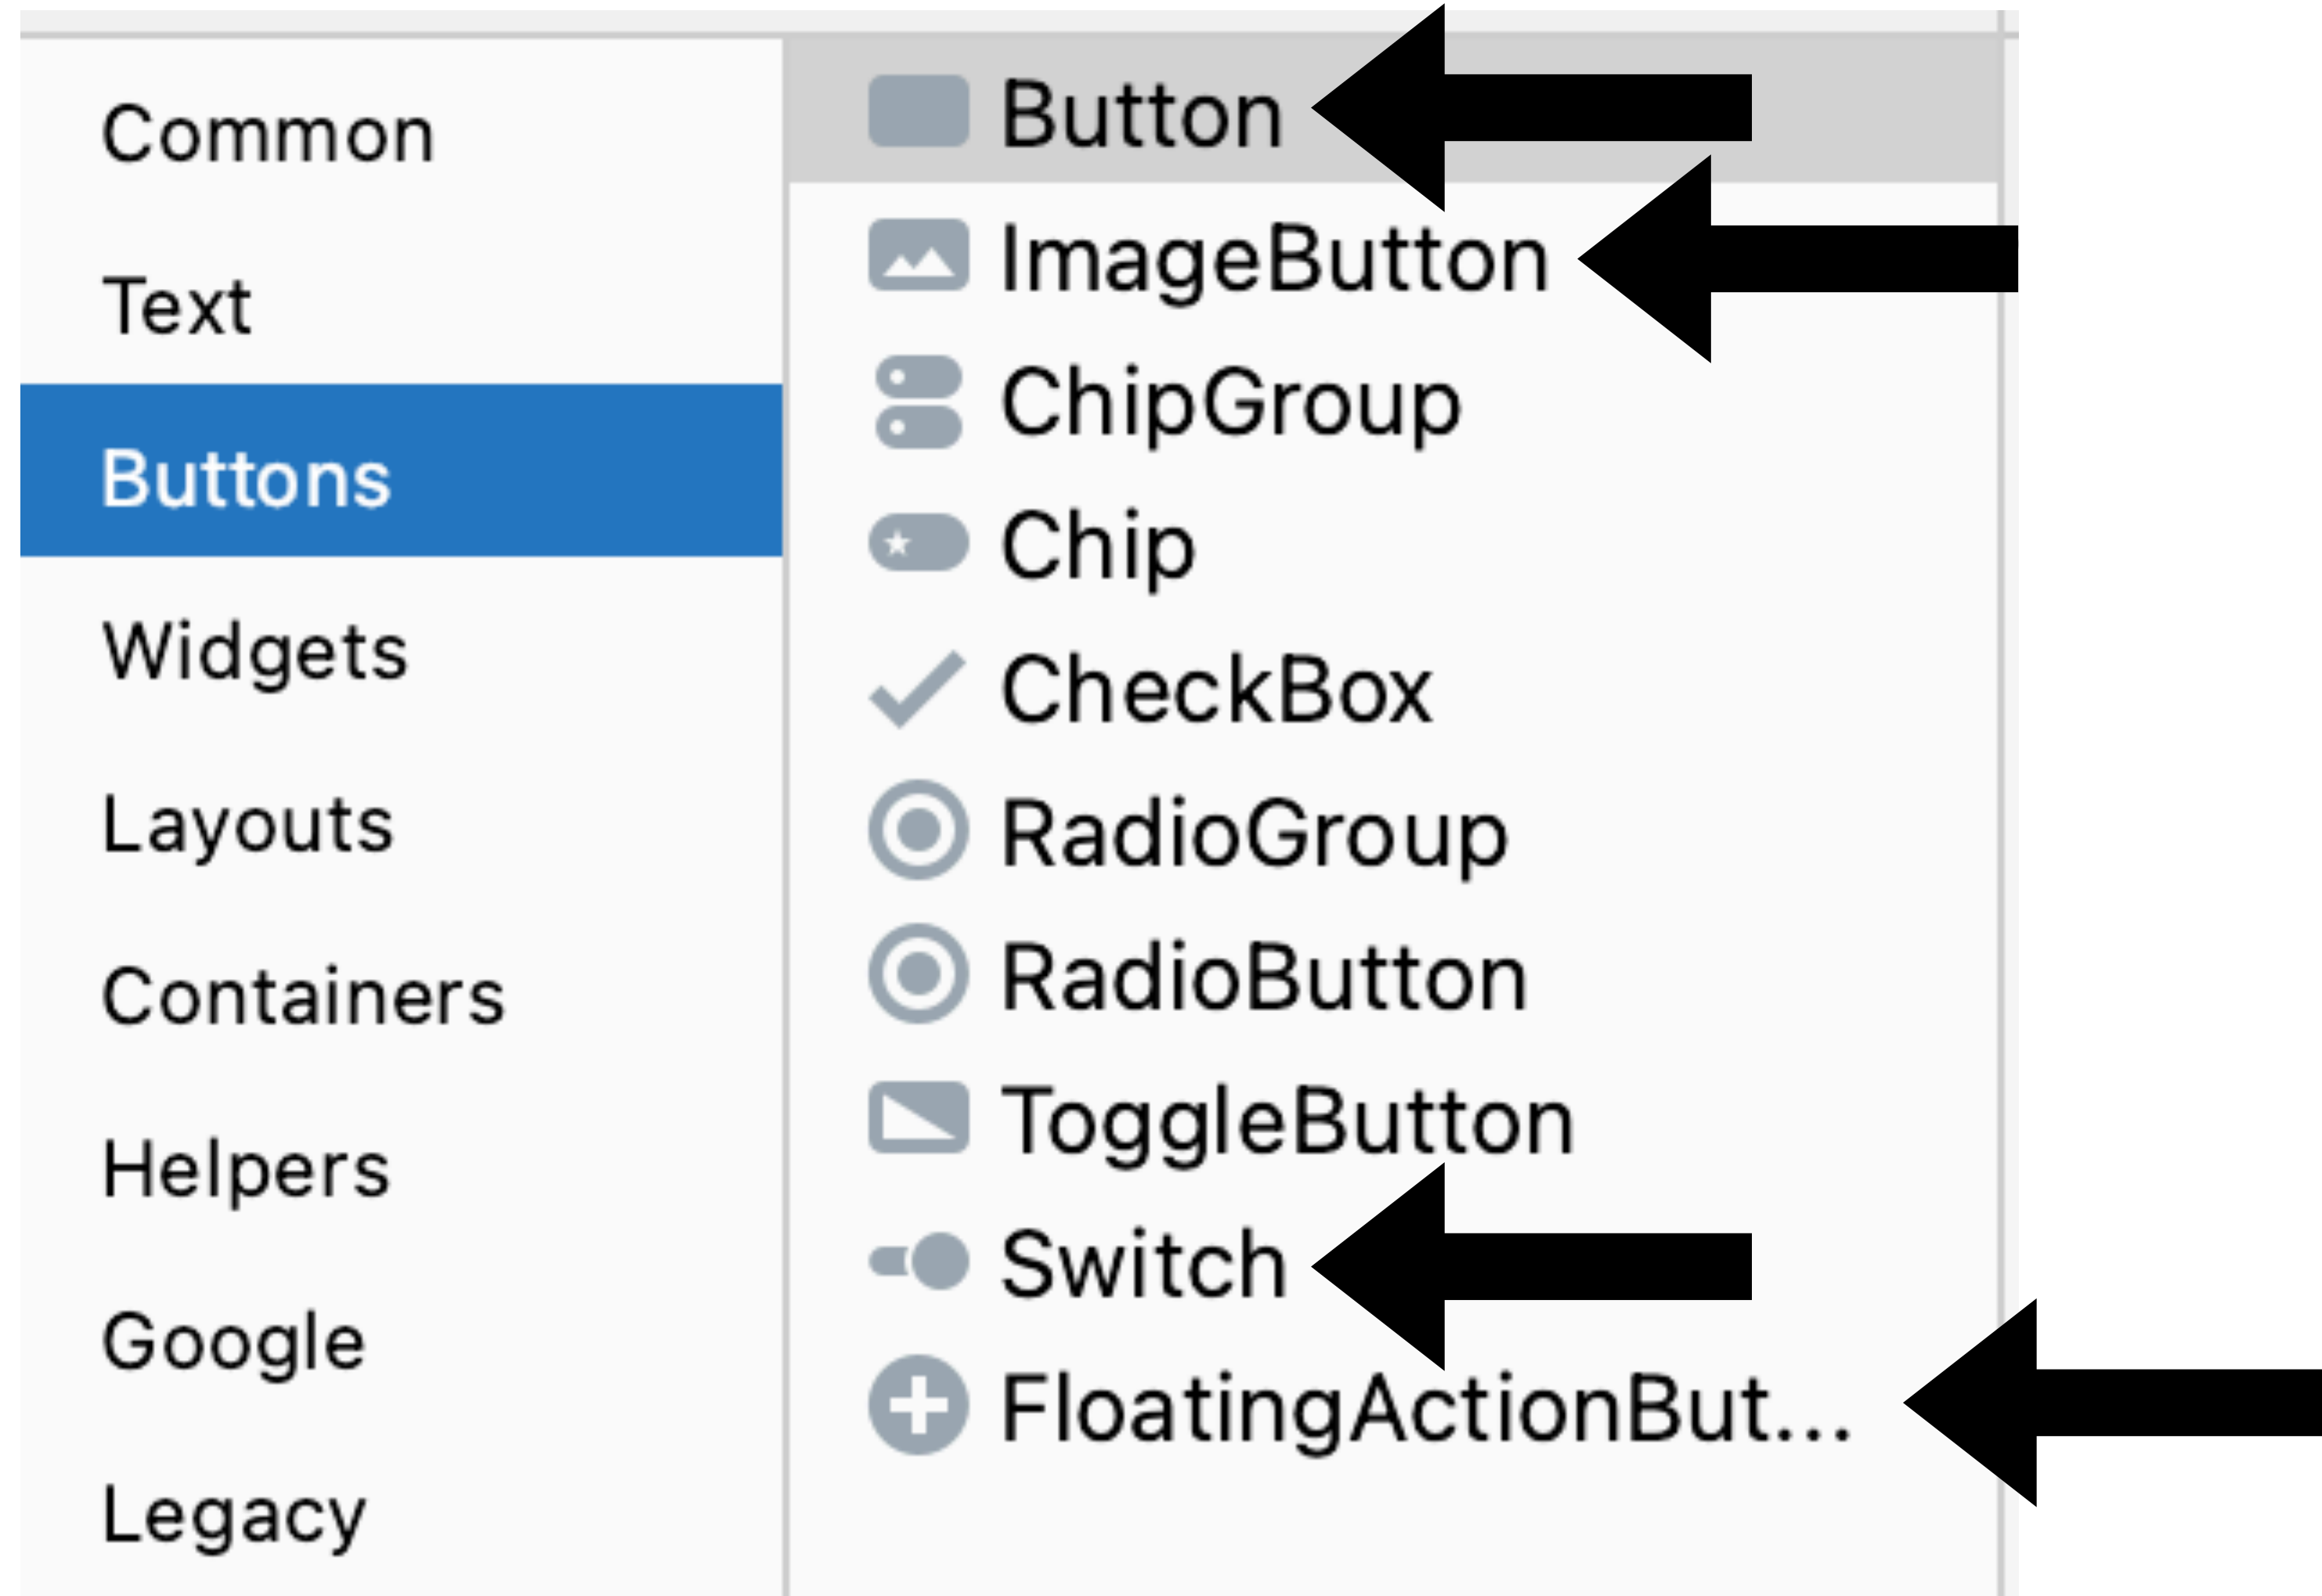 Common
Text
Buttons
Widgets
Layouts
Containers
Helpers
Google
Legacy
Button
ImageButton
ChipGroup
Chip
CheckBox
RadioGroup
RadioButton
ToggleButton
Switch
FloatingActionBut...